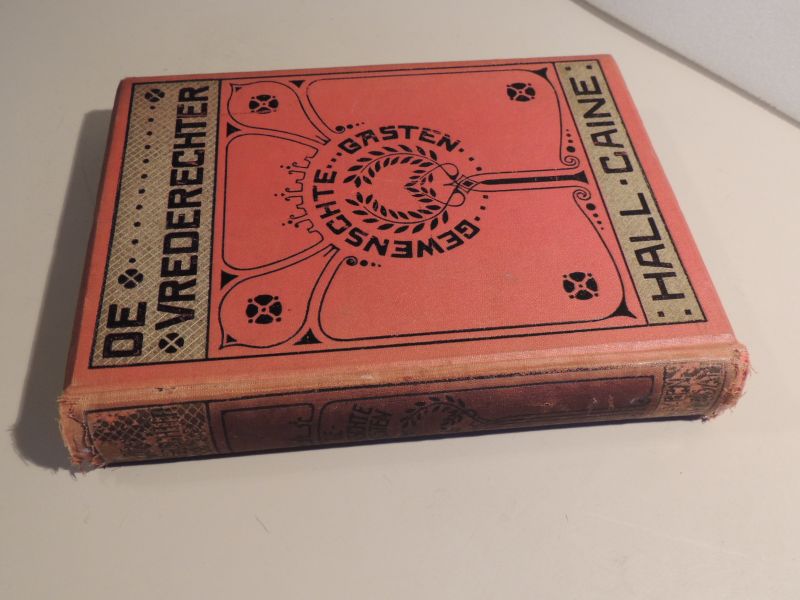 DE
VREDERECHTER
GEWENSCHTE GASTEN
HALL CAINE